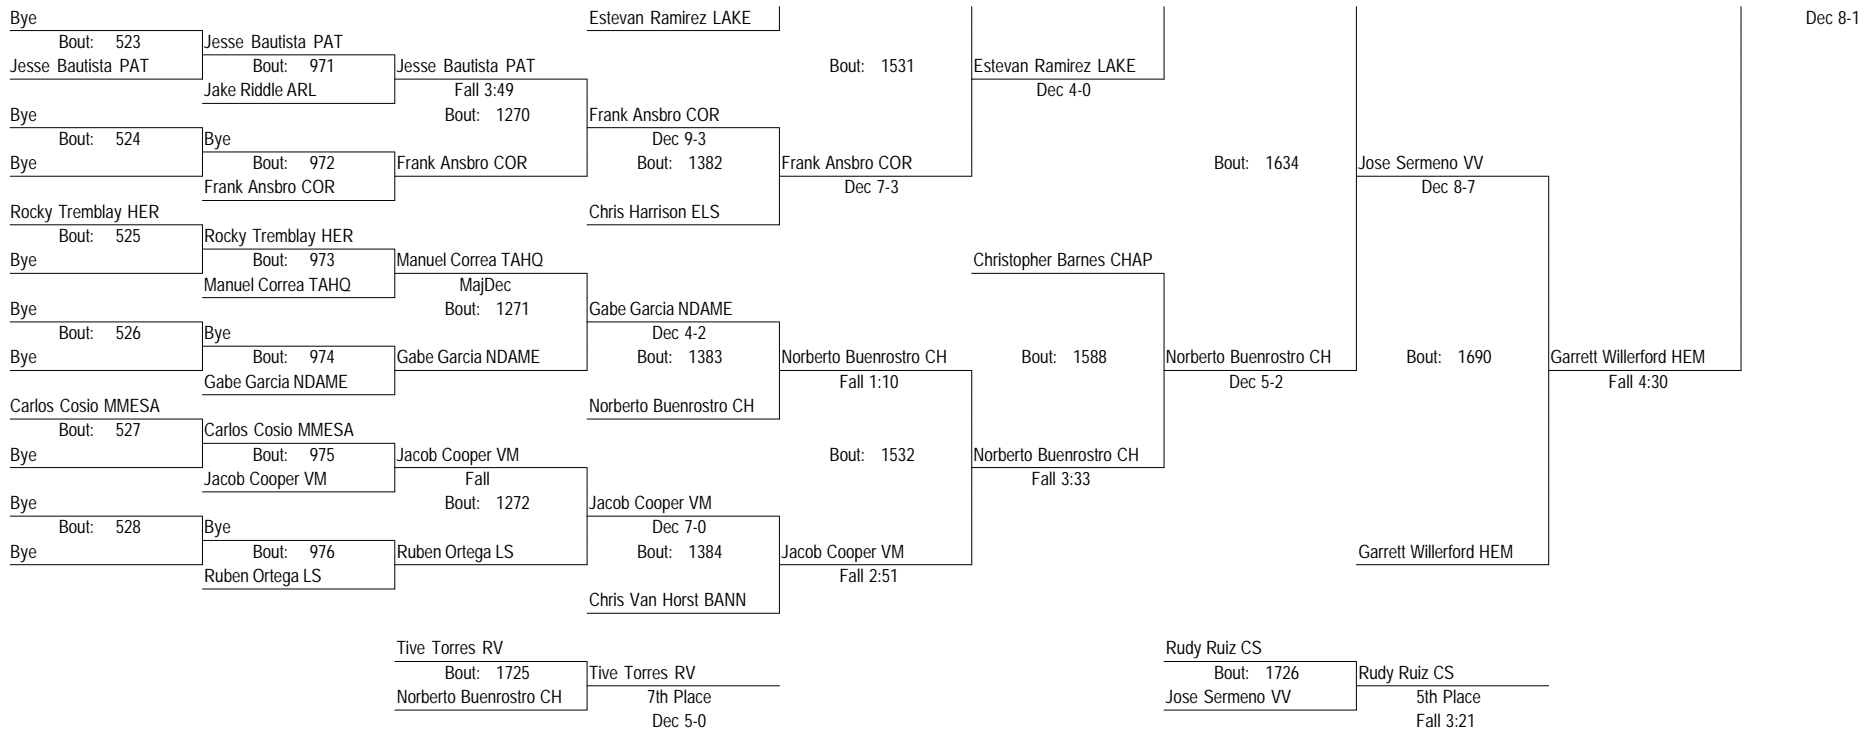 Bye
Estevan Ramirez LAKE
Dec 8-1
Bout: 523
Jesse Bautista PAT
Jesse Bautista PAT
Bout: 971
Jesse Bautista PAT
Bout: 1531
Estevan Ramirez LAKE
Jake Riddle ARL
Fall 3:49
Dec 4-0
Bye
Bout: 1270
Frank Ansbro COR
Bout: 524
Bye
Dec 9-3
Bye
Bout: 972
Frank Ansbro COR
Bout: 1382
Frank Ansbro COR
Bout: 1634
Jose Sermeno VV
Frank Ansbro COR
Dec 7-3
Dec 8-7
Rocky Tremblay HER
Chris Harrison ELS
Bout: 525
Rocky Tremblay HER
Bye
Bout: 973
Manuel Correa TAHQ
Christopher Barnes CHAP
Manuel Correa TAHQ
MajDec
Bye
Bout: 1271
Gabe Garcia NDAME
Bout: 526
Bye
Dec 4-2
Bye
Bout: 974
Gabe Garcia NDAME
Bout: 1383
Norberto Buenrostro CH
Bout: 1588
Norberto Buenrostro CH
Bout: 1690
Garrett Willerford HEM
Gabe Garcia NDAME
Fall 1:10
Dec 5-2
Fall 4:30
Carlos Cosio MMESA
Norberto Buenrostro CH
Bout: 527
Carlos Cosio MMESA
Bye
Bout: 975
Jacob Cooper VM
Bout: 1532
Norberto Buenrostro CH
Jacob Cooper VM
Fall
Fall 3:33
Bye
Bout: 1272
Jacob Cooper VM
Bout: 528
Bye
Dec 7-0
Bye
Bout: 976
Ruben Ortega LS
Bout: 1384
Jacob Cooper VM
Garrett Willerford HEM
Ruben Ortega LS
Fall 2:51
Chris Van Horst BANN
Tive Torres RV
Rudy Ruiz CS
Bout: 1725
Tive Torres RV
Bout: 1726
Rudy Ruiz CS
Norberto Buenrostro CH
7th Place
Jose Sermeno VV
5th Place
Dec 5-0
Fall 3:21